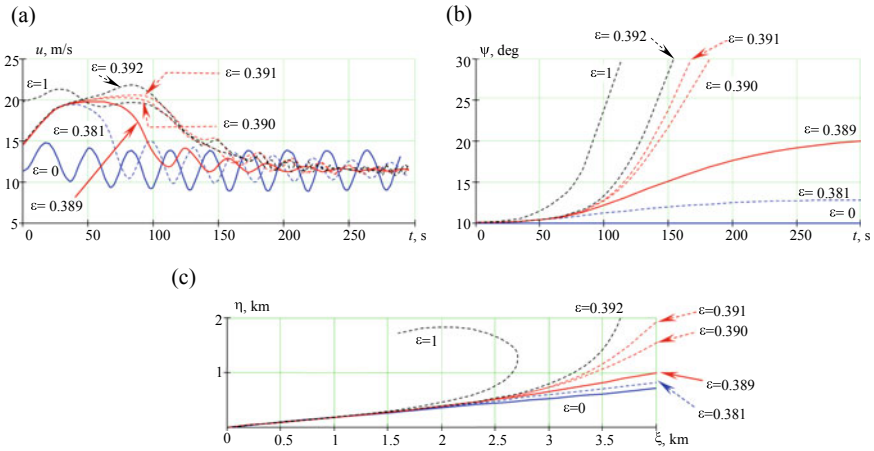 (a)
u, m/s
25
20
15
10
5
ε=1
ε= 0.392
ε= 0.391
ε= 0.381
ε= 0.390
ε= 0
ε= 0.389
0
50
100
150
200
250
t, s
(b)
ψ, deg
30
25
20
15
10
ε= 0.392
ε= 0.391
ε=1
ε= 0.390
ε= 0.389
ε= 0.381
ε= 0
0
50
100
150
200
250
t, s
(c)
η, km
2
1
ε=1
ε=0.392
ε=0.391
ε=0.390
ε=0.389
ε=0
ε=0.381
0
0.5
1
1.5
2
2.5
3
3.5
4
ξ, km